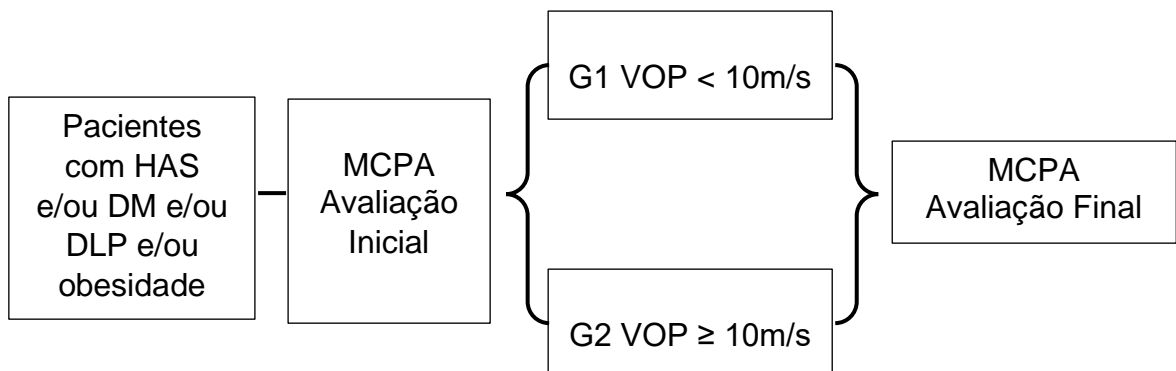 Pacientes
com HAS
e/ou DM e/ou
DLP e/ou
obesidade
MCPA
Avaliação
Inicial
G1 VOP < 10m/s
G2 VOP ≥ 10m/s
MCPA
Avaliação Final